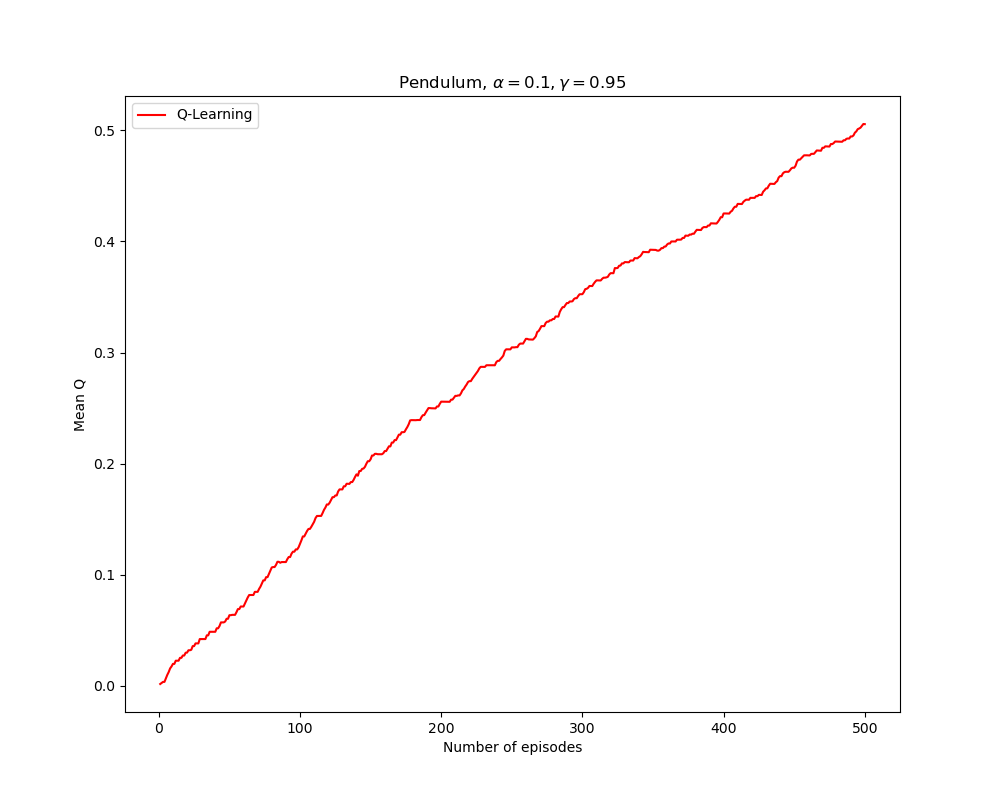 Pendulum, α = 0.1, γ = 0.95
Q-Learning
0.5
0.4
0.3
0.2
0.1
0.0
Mean Q
0 100 200 300 400 500
Number of episodes